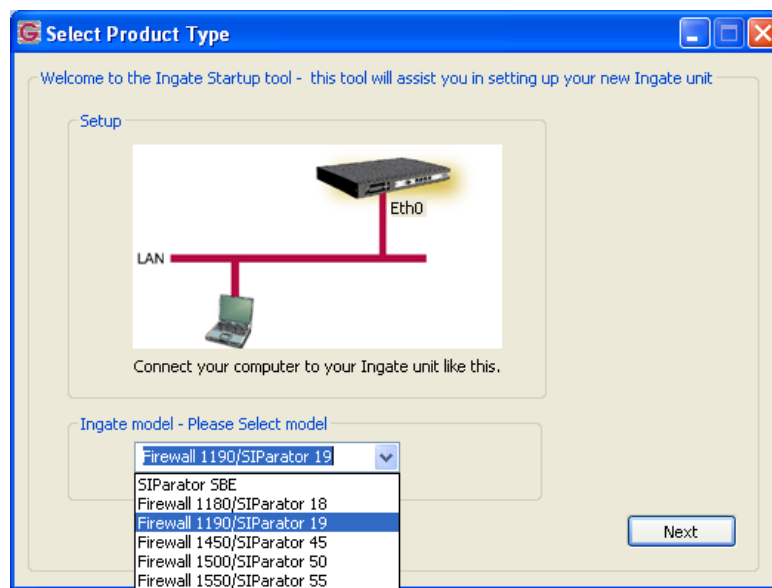 Select Product Type
Welcome to the Ingate Startup tool - this tool will assist you in setting up your new Ingate unit
Setup
Eth0
LAN
Connect your computer to your Ingate unit like this.
Ingate model - Please Select model
Firewall 1190/SIParator 19
SIParator SBE
Firewall 1180/SIParator 18
Firewall 1190/SIParator 19
Firewall 1450/SIParator 45
Firewall 1500/SIParator 50
Firewall 1550/SIParator 55
Next